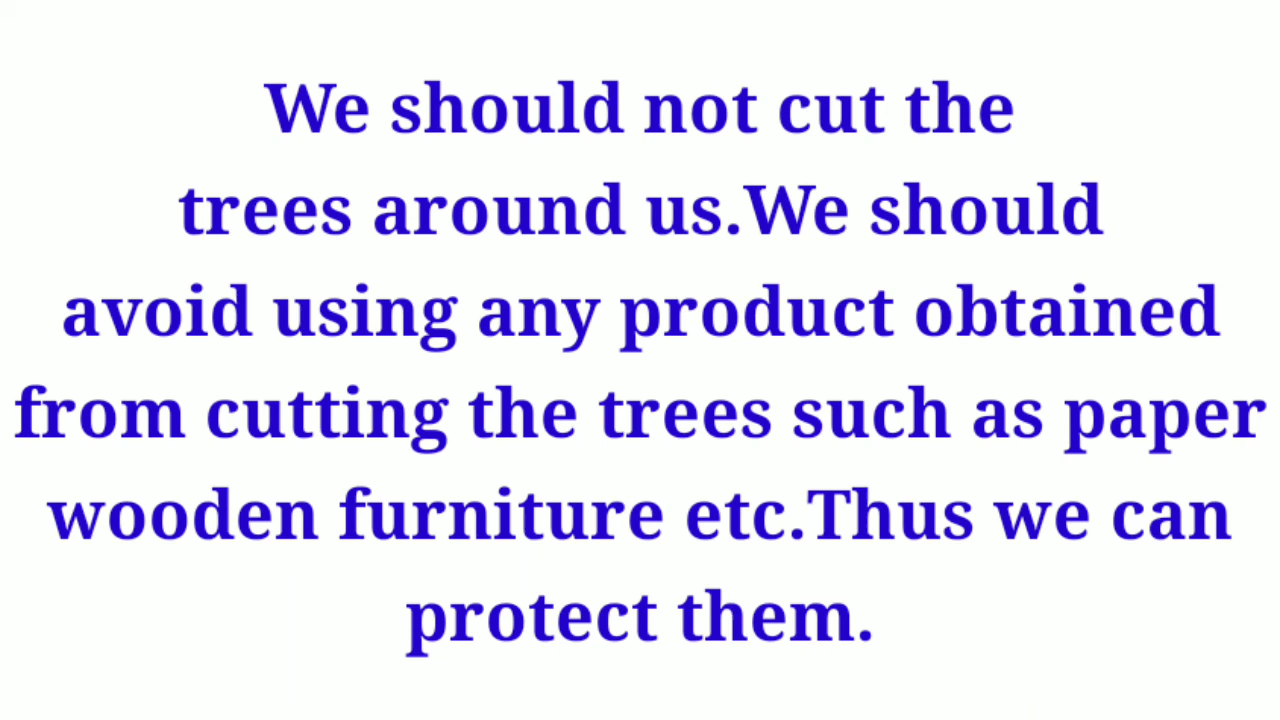 We should not cut the
trees around us.We should
avoid using any product obtained
from cutting the trees such as paper
wooden furniture etc.Thus we can
protect them.